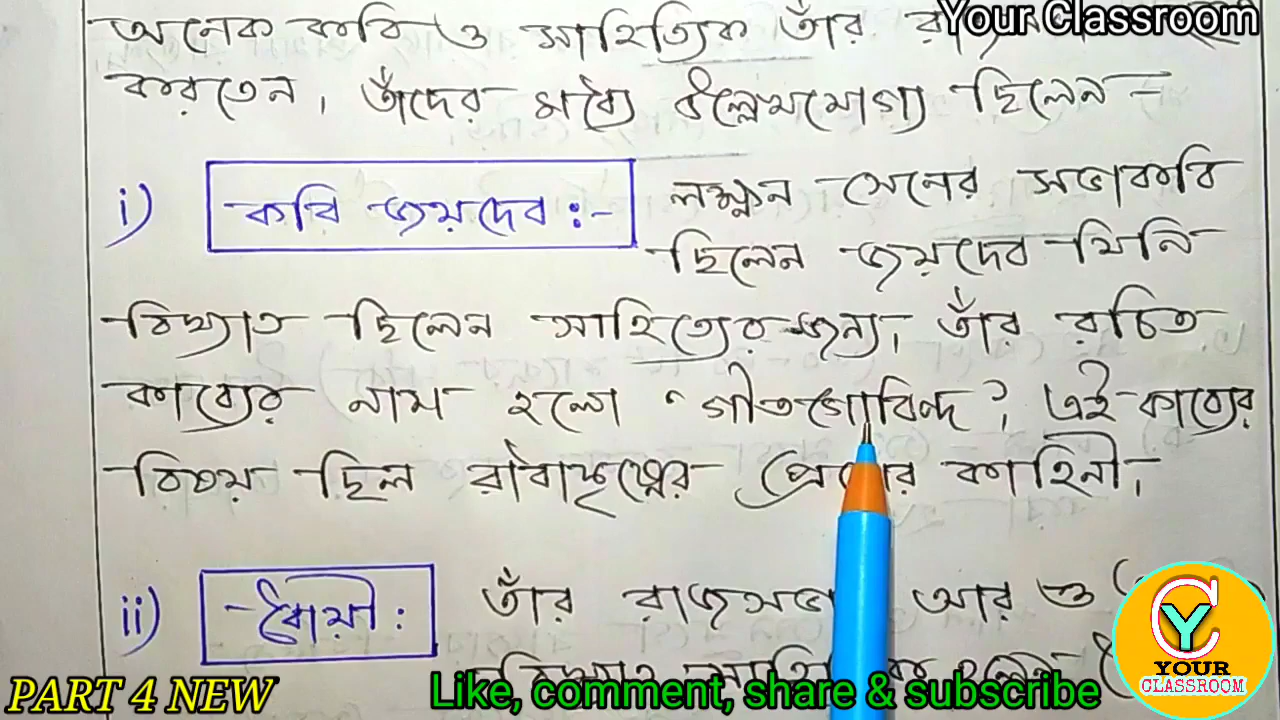 Your Classroom
অনেক কবি ও সাহিত্যিক তাঁর
করতেন। তাঁদের মধ্যে উল্লেখযোগ্য ছিলেন -
i) কবি জয়দেব :- লক্ষ্মন সেনের সভাকবি
ছিলেন জয়দেব যিনি
বিখ্যাত ছিলেন সাহিত্যের জন্য। তাঁর রচিত
কাব্যের নাম হলো 'গীতগোবিন্দ'। এই কাব্যের
বিষয় ছিল রাধাকৃষ্ণের প্রেমের কাহিনী।
ii) ধোয়ী : তাঁর রাজসভা আর ও
YOUR
CLASSROOM
PART 4 NEW
Like, comment, share & subscribe